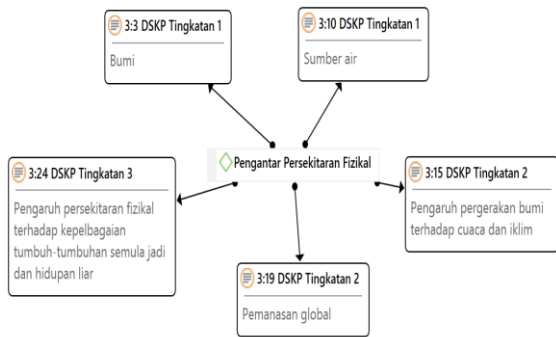 3:3 DSKP Tingkatan 1
Bumi
3:10 DSKP Tingkatan 1
Sumber air
Pengantar Persekitaran Fizikal
3:24 DSKP Tingkatan 3
Pengaruh persekitaran fizikal
terhadap kepelbagaian
tumbuh-tumbuhan semula jadi
dan hidupan liar
3:15 DSKP Tingkatan 2
Pengaruh pergerakan bumi
terhadap cuaca dan iklim
3:19 DSKP Tingkatan 2
Pemanasan global